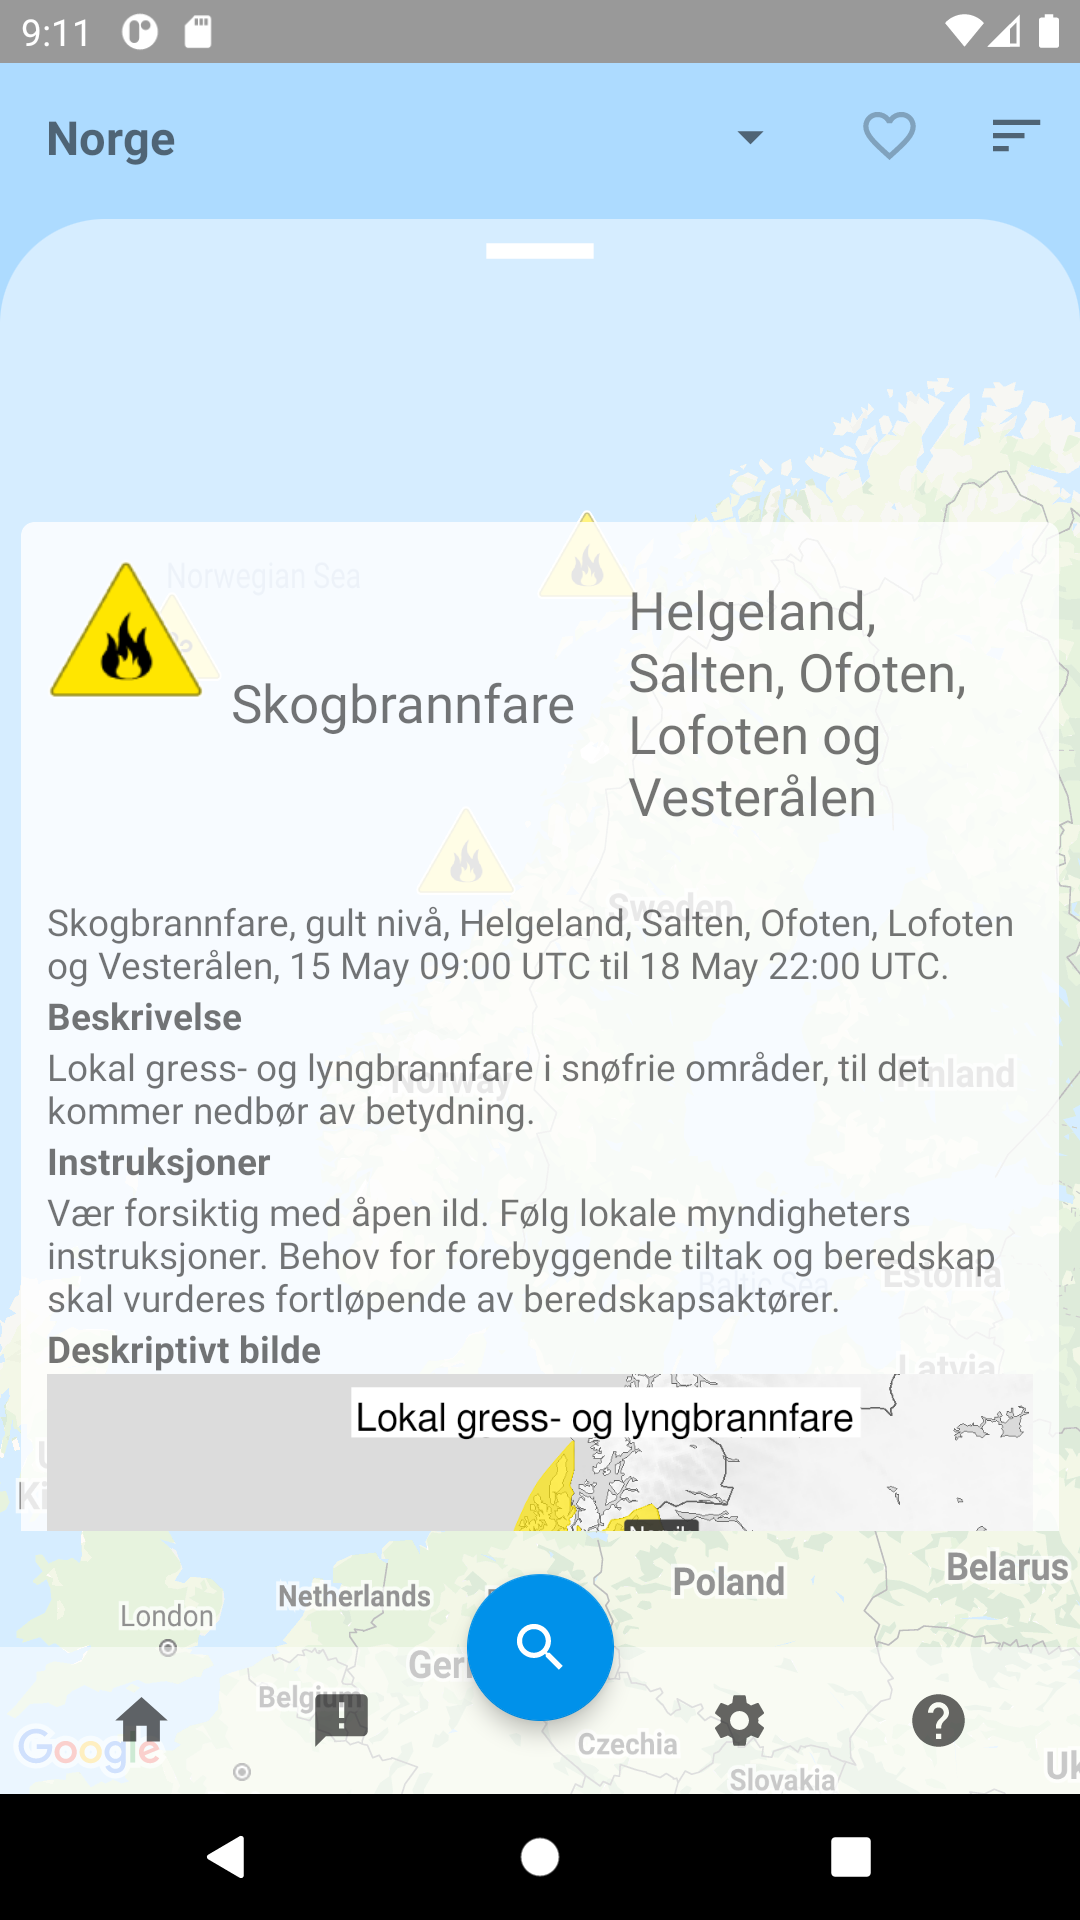 9:11
Norge
Norwegian Sea
Helgeland,
Salten, Ofoten,
Lofoten og
Vesterålen
Skogbrannfare
Sweden
Skogbrannfare, gult nivå, Helgeland, Salten, Ofoten, Lofoten
og Vesterålen, 15 May 09:00 UTC til 18 May 22:00 UTC.
Beskrivelse
Lokal gress- og lyngbrannfare i snøfrie områder, til det
Norway
Finland
kommer nedbør av betydning.
Instruksjoner
Vær forsiktig med åpen ild. Følg lokale myndigheters
instruksjoner. Behov for forebyggende tiltak og beredskap
Baltic Sea
Estonia
skal vurderes fortløpende av beredskapsaktører.
Deskriptivt bilde
Latvia
Lokal gress- og lyngbrannfare
Belarus
Poland
Netherlands
London
Belgium
Czechia
Google
Slovakia